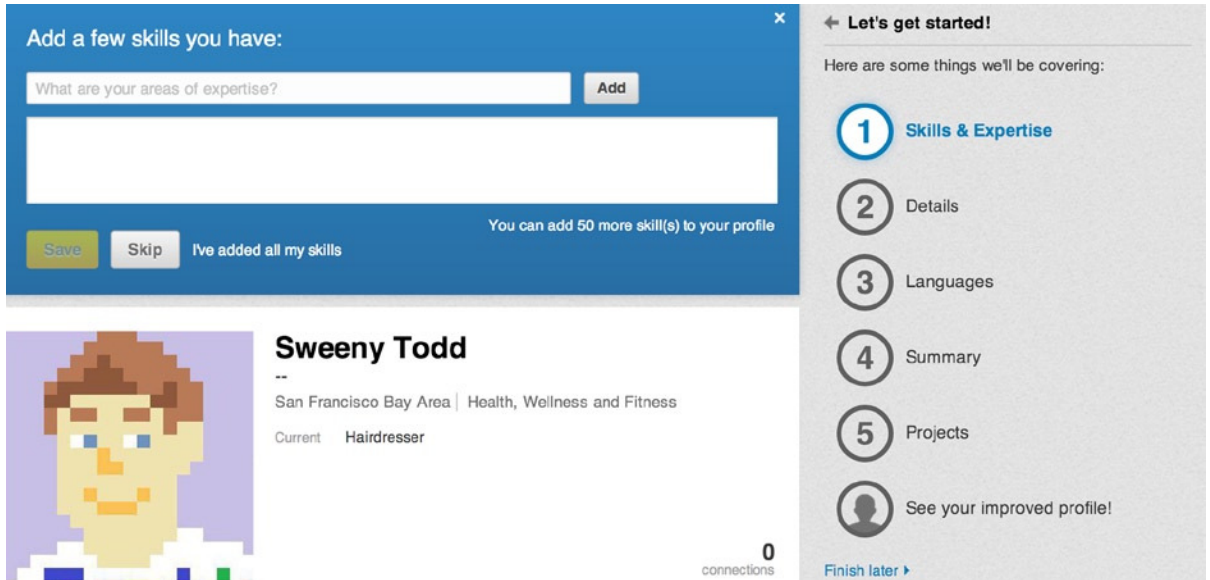 Add a few skills you have:
×
What are your areas of expertise?
Add
You can add 50 more skill(s) to your profile
Save
Skip
I've added all my skills
Sweeny Todd
--
San Francisco Bay Area | Health, Wellness and Fitness
Current Hairdresser
0
connections
Let's get started!
Here are some things we'll be covering:
1 Skills & Expertise
2 Details
3 Languages
4 Summary
5 Projects
See your improved profile!
Finish later